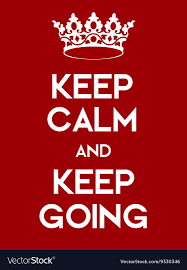 KEEP
CALM
AND
KEEP
GOING
VectorStock®
VectorStock.com/9330346